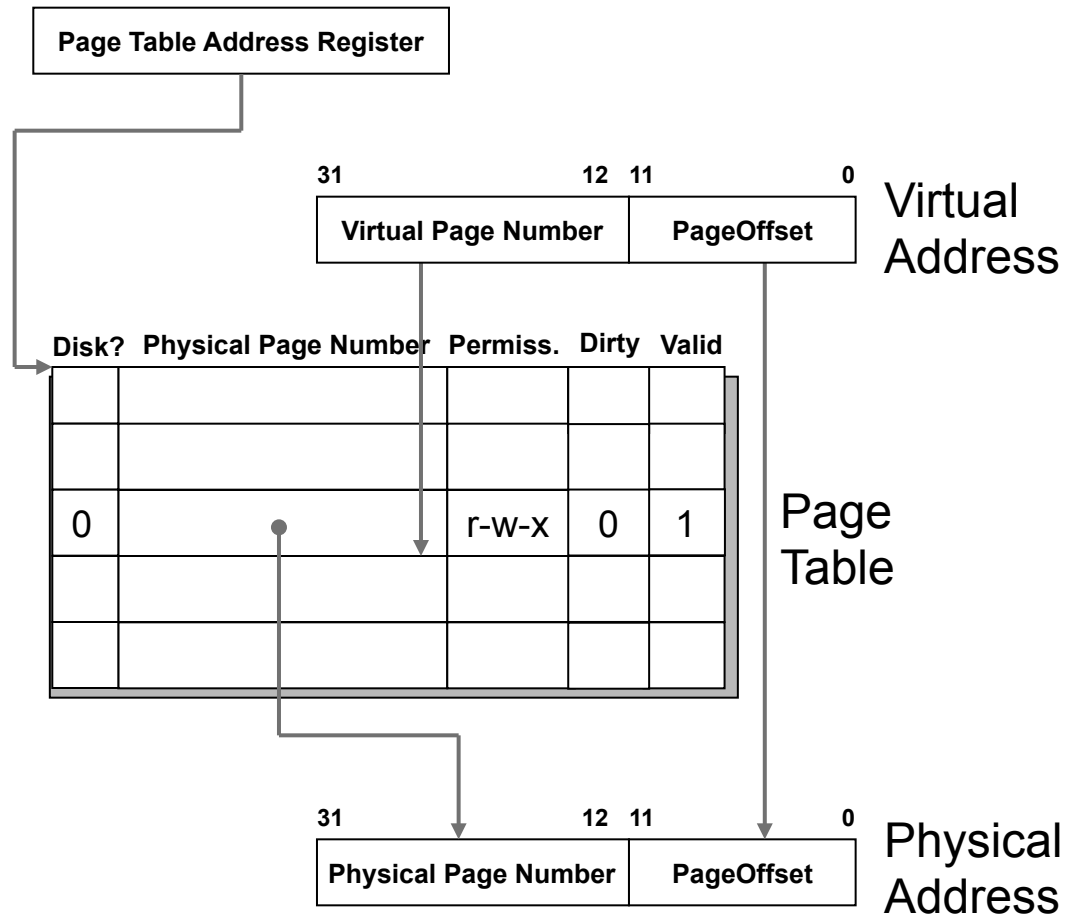 Page Table Address Register
31 12 11 0
Virtual Page Number PageOffset
Virtual
Address
Disk? Physical Page Number Permiss. Dirty Valid
0 r-w-x 0 1
Page
Table
31 12 11 0
Physical Page Number PageOffset
Physical
Address